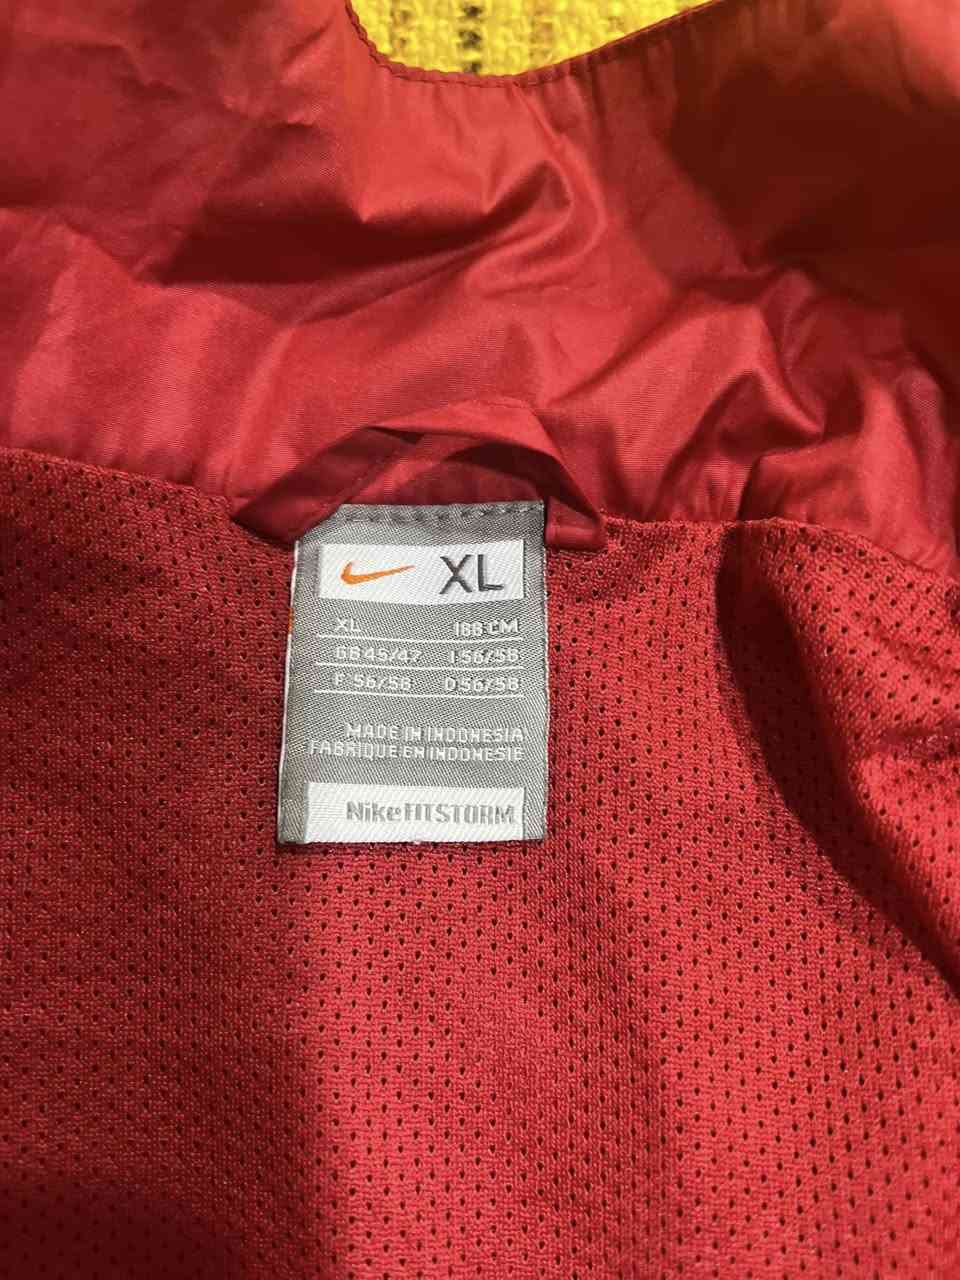 XL
XL 188 CM
GB 45/47 I 56/58
F 56/58 D 56/58
MADE IN INDONESIA
FABRIQUE EN INDONESIE
Nike FITSTORM